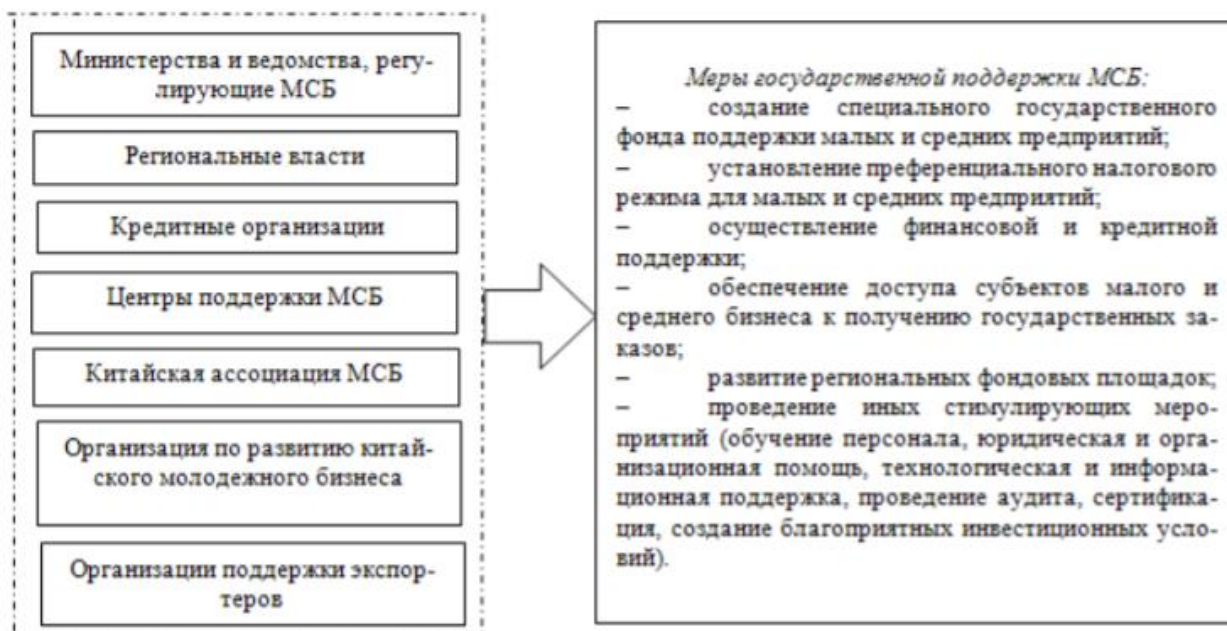 Министерства и ведомства, регу-
лирующие МСБ
Региональные власти
Кредитные организации
Центры поддержки МСБ
Китайская ассоциация МСБ
Организация по развитию китай-
ского молодежного бизнеса
Организации поддержки экспор-
теров
Меры государственной поддержки МСБ:
– создание специального государственного
фонда поддержки малых и средних предприятий;
– установление преференциального налогового
режима для малых и средних предприятий;
– осуществление финансовой и кредитной
поддержки;
– обеспечение доступа субъектов малого и
среднего бизнеса к получению государственных за-
казов;
– развитие региональных фондовых площадок;
– проведение иных стимулирующих меро-
приятий (обучение персонала, юридическая и орга-
низационная помощь, технологическая и информа-
ционная поддержка, проведение аудита, сертифика-
ция, создание благоприятных инвестиционных усло-
вий).